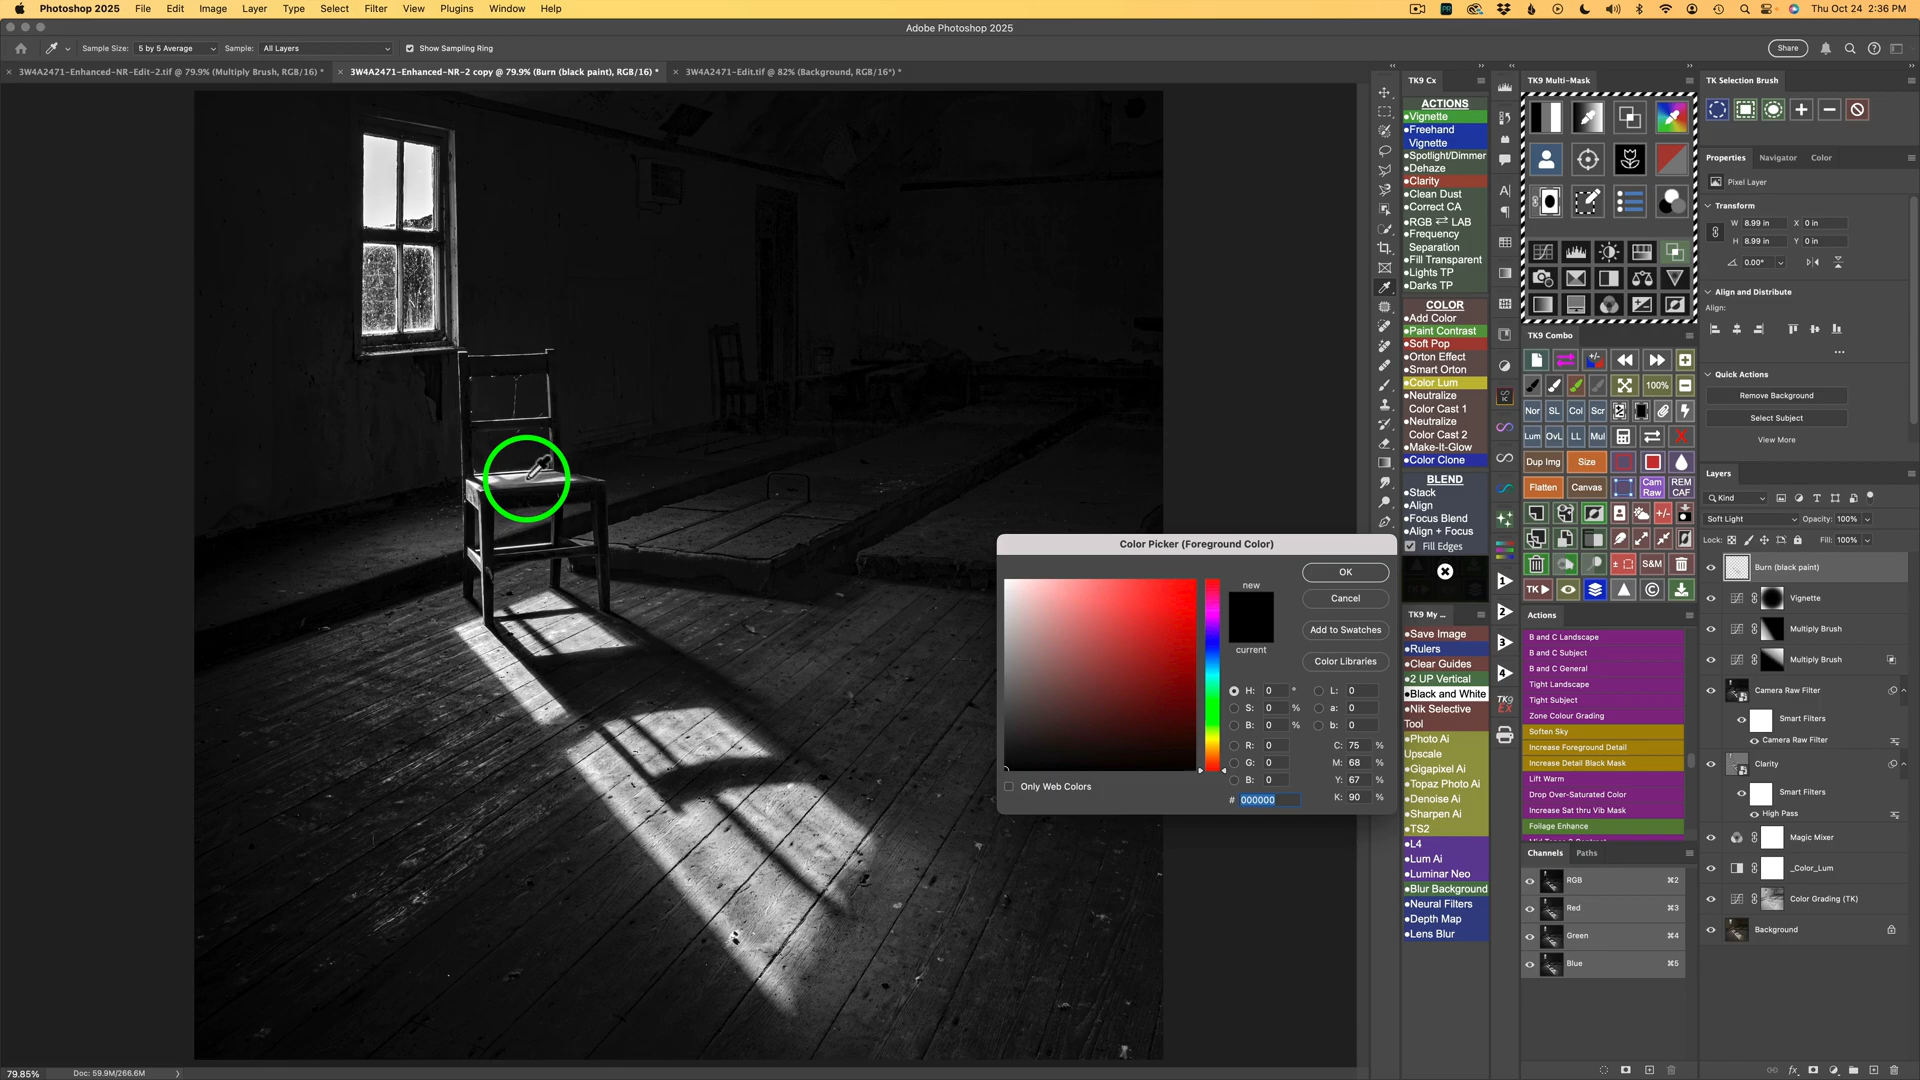 Photoshop 2025 File Edit Image Layer Type Select Filter View Plugins Window Help
Thu Oct 24 2:36 PM
Adobe Photoshop 2025
Sample Size: 5 by 5 Average Sample: All Layers Show Sampling Ring
Share
3W4A2471-Enhanced-NR-Edit-2.tif @ 79.9% (Multiply Brush, RGB/16) *
3W4A2471-Enhanced-NR-2 copy @ 79.9% (Burn (black paint), RGB/16) *
3W4A2471-Edit.tif @ 82% (Background, RGB/16*) *
TK9 Cx
ACTIONS
Vignette
Freehand
Vignette
Spotlight/Dimmer
Dehaze
Clarity
Clean Dust
Correct CA
RGB ⇄ LAB
Frequency
Separation
Fill Transparent
Lights TP
Darks TP
COLOR
Add Color
Paint Contrast
Soft Pop
Orton Effect
Smart Orton
Color Lum
Neutralize
Color Cast 1
Neutralize
Color Cast 2
Make-It-Glow
Color Clone
BLEND
Stack
Align
Focus Blend
Align + Focus
Fill Edges
TK9 My ...
Save Image
Rulers
Clear Guides
2 UP Vertical
Black and White
Nik Selective
Tool
Photo Ai
Upscale
Gigapixel Ai
Topaz Photo Ai
Denoise Ai
Sharpen Ai
TS2
L4
Lum Ai
Luminar Neo
Blur Background
Neural Filters
Depth Map
Lens Blur
1
2
3
4
TK9
EX
TK9 Multi-Mask
TK9 Combo
100%
Nor SL Col Scr
Lum OvL LL Mul
Dup Img Size
Flatten Canvas Cam Raw REM CAF
S&M
TK
Actions
B and C Landscape
B and C Subject
B and C General
Tight Landscape
Tight Subject
Zone Colour Grading
Soften Sky
Increase Foreground Detail
Increase Detail Black Mask
Lift Warm
Drop Over-Saturated Color
Increase Sat thru Vib Mask
Foilage Enhance
Channels Paths
RGB ⌘2
Red ⌘3
Green ⌘4
Blue ⌘5
TK Selection Brush
Properties Navigator Color
Pixel Layer
Transform
W 8.99 in X 0 in
H 8.99 in Y 0 in
0.00°
Align and Distribute
Align:
Quick Actions
Remove Background
Select Subject
View More
Layers
Kind
Soft Light Opacity: 100%
Lock: Fill: 100%
Burn (black paint)
Vignette
Multiply Brush
Multiply Brush
Camera Raw Filter
Smart Filters
Camera Raw Filter
Clarity
Smart Filters
High Pass
Magic Mixer
_Color_Lum
Color Grading (TK)
Background
Color Picker (Foreground Color)
new
current
OK
Cancel
Add to Swatches
Color Libraries
H: 0 ° L: 0
S: 0 % a: 0
B: 0 % b: 0
R: 0 C: 75 %
G: 0 M: 68 %
B: 0 Y: 67 %
# 000000 K: 90 %
Only Web Colors
79.85% Doc: 59.9M/266.6M